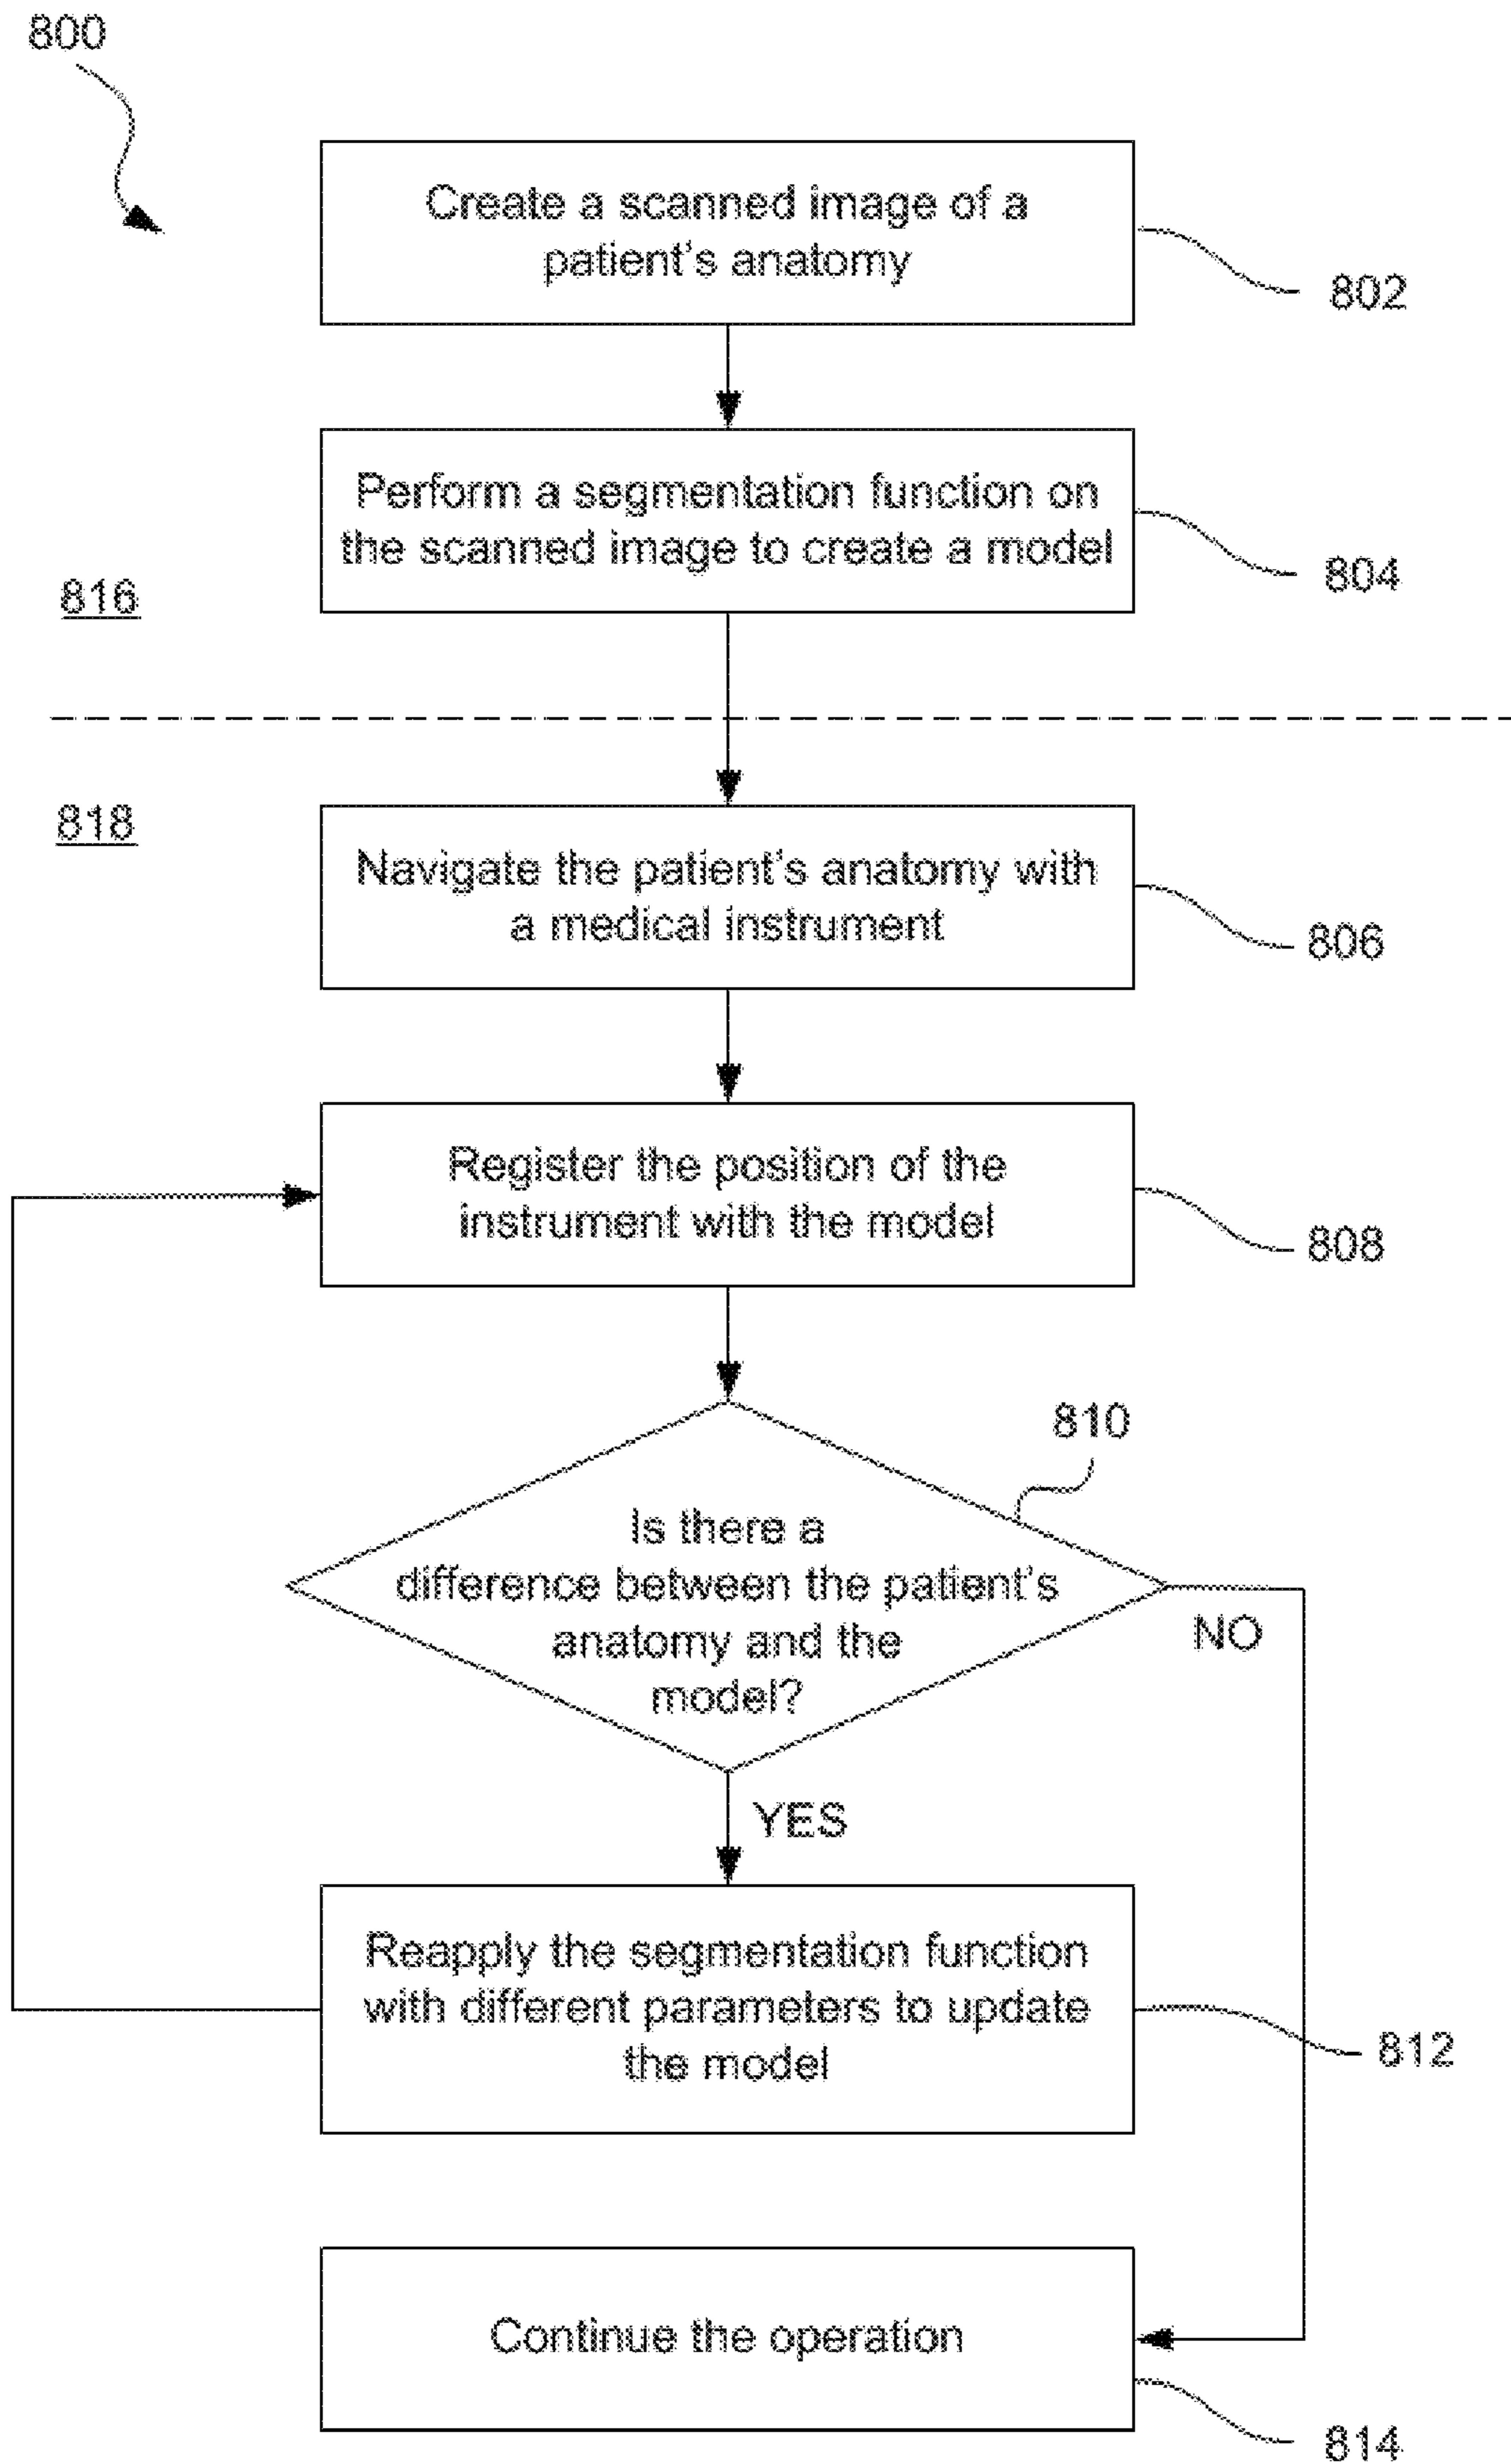 800
Create a scanned image of a
patient's anatomy
802
Perform a segmentation function on
the scanned image to create a model
804
816
818
Navigate the patient's anatomy with
a medical instrument
806
Register the position of the
instrument with the model
808
810
Is there a
difference between the patient's
anatomy and the
model?
NO
YES
Reapply the segmentation function
with different parameters to update
the model
812
Continue the operation
814